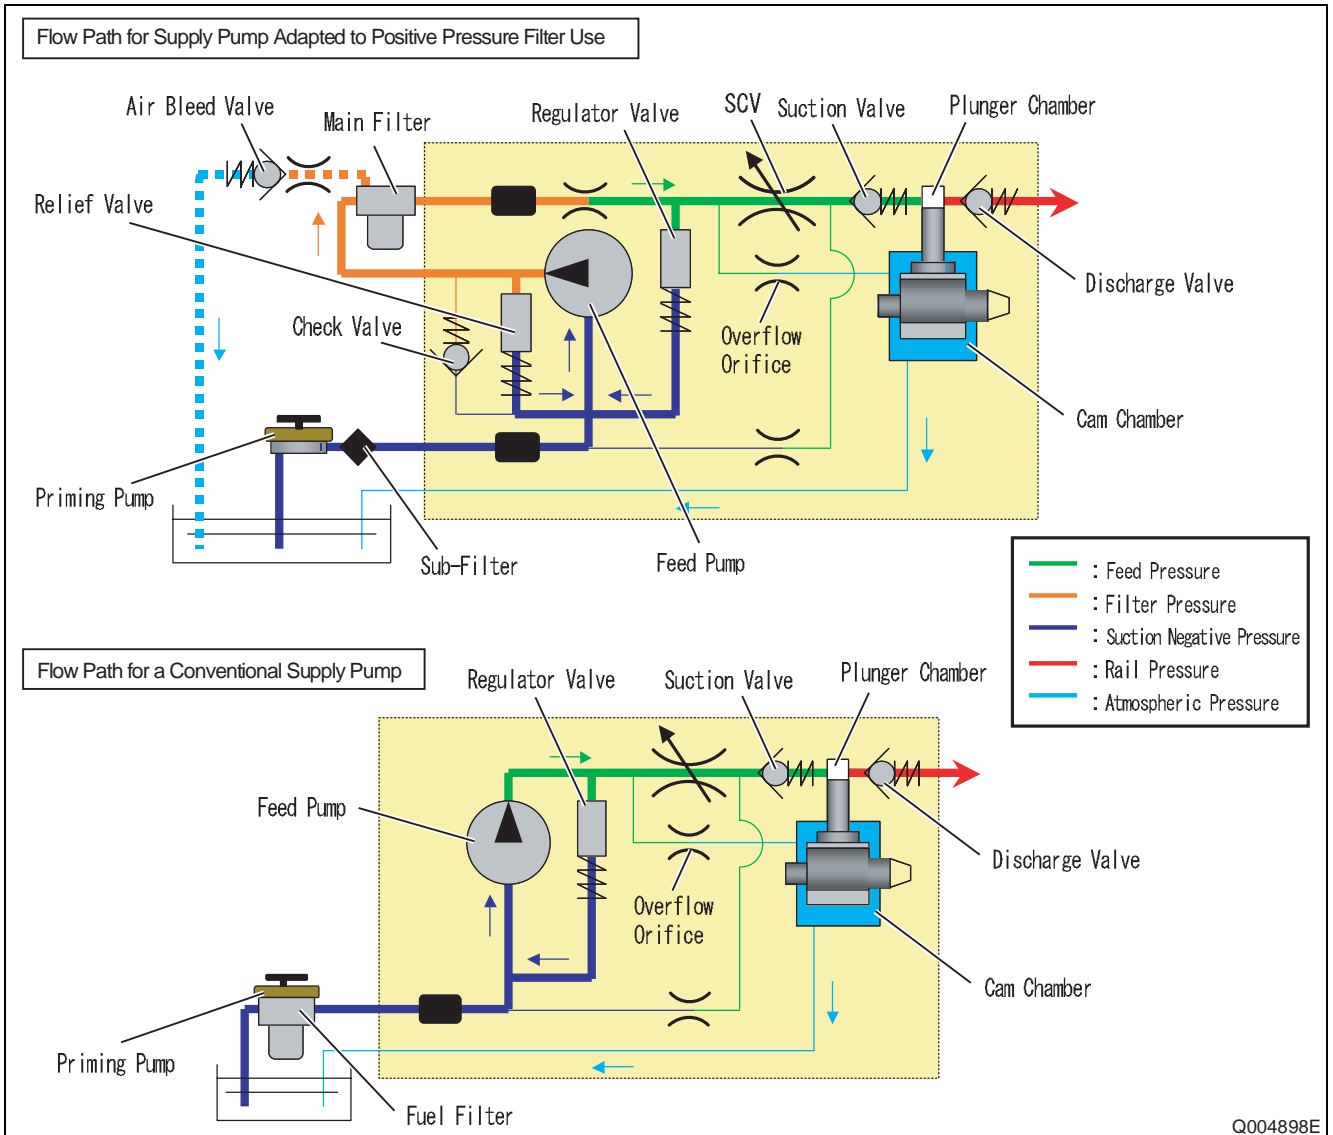 Flow Path for Supply Pump Adapted to Positive Pressure Filter Use
Air Bleed Valve
Main Filter
Regulator Valve
SCV
Suction Valve
Plunger Chamber
Relief Valve
Check Valve
Overflow
Orifice
Discharge Valve
Cam Chamber
Priming Pump
Sub-Filter
Feed Pump
: Feed Pressure
: Filter Pressure
: Suction Negative Pressure
: Rail Pressure
: Atmospheric Pressure
Flow Path for a Conventional Supply Pump
Regulator Valve
Suction Valve
Plunger Chamber
Feed Pump
Overflow
Orifice
Discharge Valve
Cam Chamber
Priming Pump
Fuel Filter
Q004898E